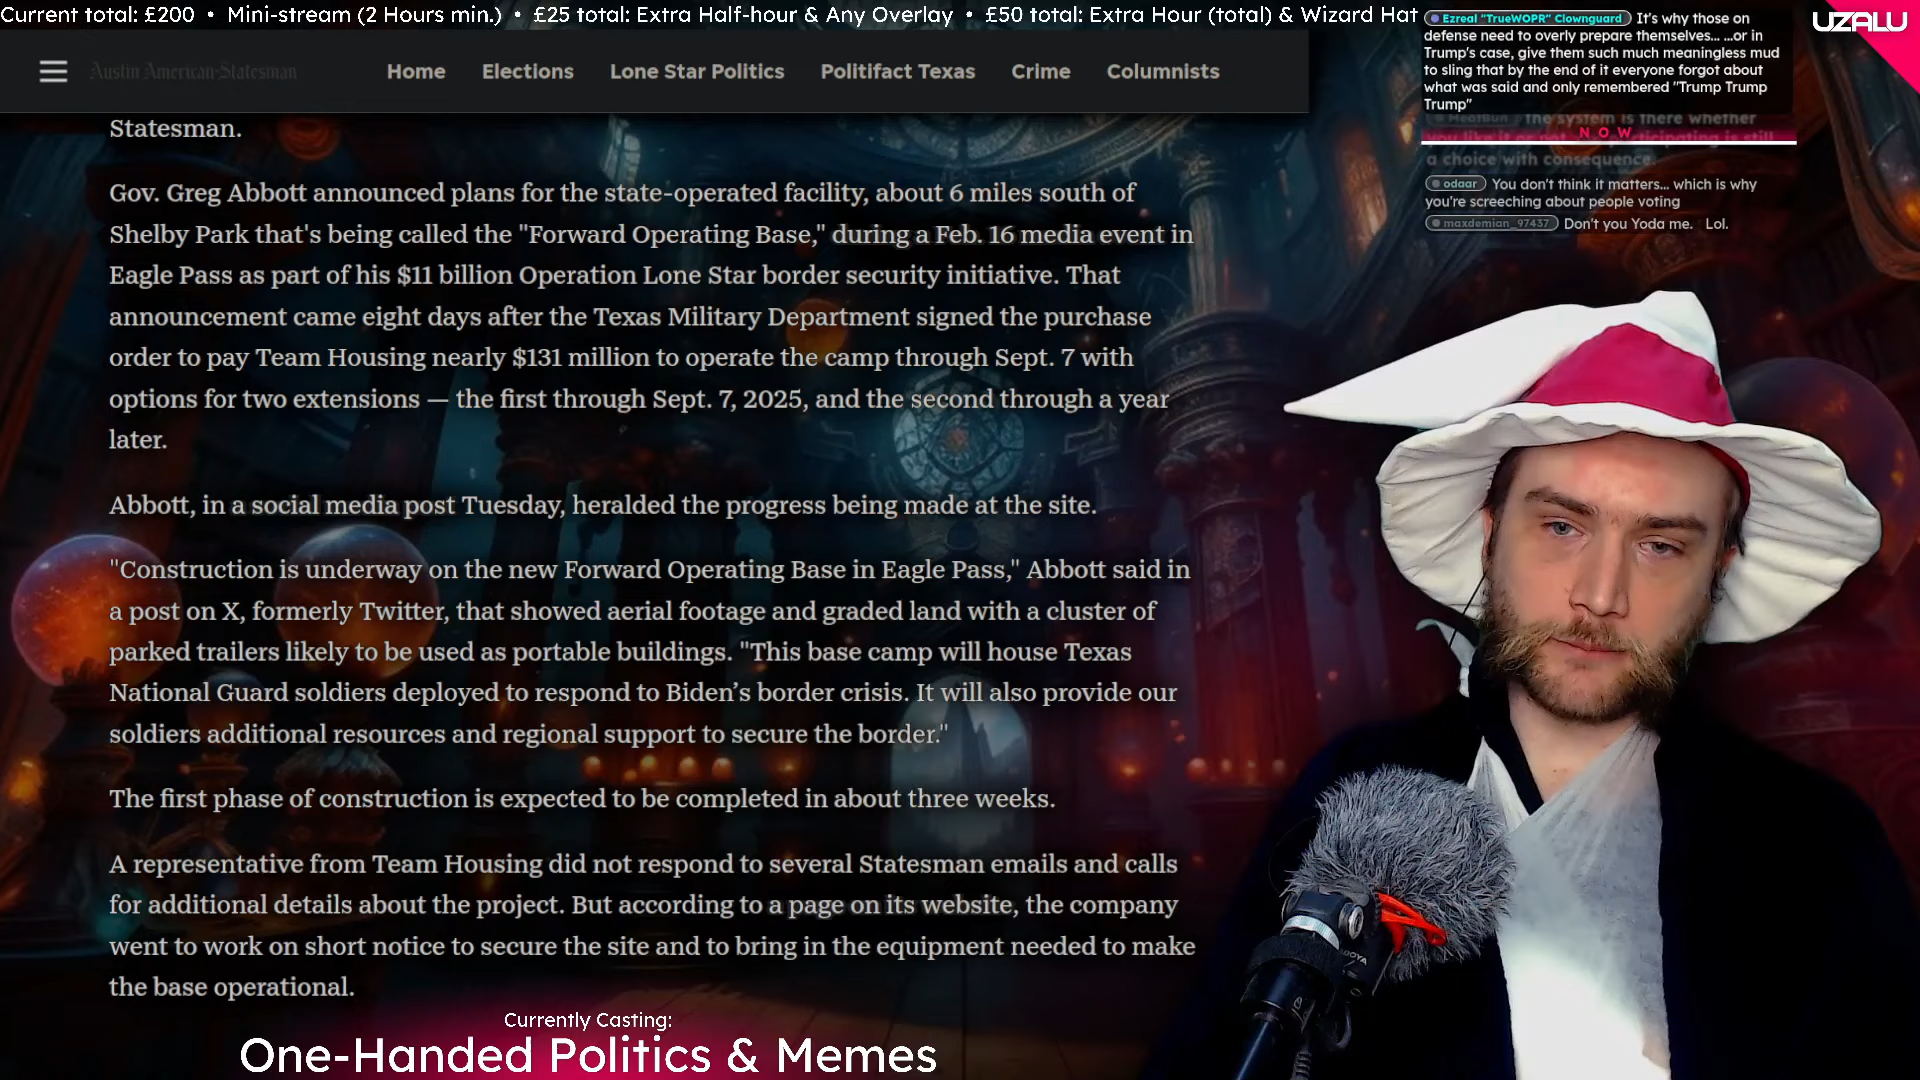 Current total: £200 • Mini-stream (2 Hours min.) • £25 total: Extra Half-hour & Any Overlay • £50 total: Extra Hour (total) & Wizard Hat
UZALU
Austin American-Statesman
Home Elections Lone Star Politics Politifact Texas Crime Columnists
Statesman.
Gov. Greg Abbott announced plans for the state-operated facility, about 6 miles south of
Shelby Park that's being called the "Forward Operating Base," during a Feb. 16 media event in
Eagle Pass as part of his $11 billion Operation Lone Star border security initiative. That
announcement came eight days after the Texas Military Department signed the purchase
order to pay Team Housing nearly $131 million to operate the camp through Sept. 7 with
options for two extensions — the first through Sept. 7, 2025, and the second through a year
later.
Abbott, in a social media post Tuesday, heralded the progress being made at the site.
"Construction is underway on the new Forward Operating Base in Eagle Pass," Abbott said in
a post on X, formerly Twitter, that showed aerial footage and graded land with a cluster of
parked trailers likely to be used as portable buildings. "This base camp will house Texas
National Guard soldiers deployed to respond to Biden’s border crisis. It will also provide our
soldiers additional resources and regional support to secure the border."
The first phase of construction is expected to be completed in about three weeks.
A representative from Team Housing did not respond to several Statesman emails and calls
for additional details about the project. But according to a page on its website, the company
went to work on short notice to secure the site and to bring in the equipment needed to make
the base operational.
Currently Casting:
One-Handed Politics & Memes
Ezreal "TrueWOPR" Clownguard It's why those on
defense need to overly prepare themselves... ...or in
Trump's case, give them such much meaningless mud
to sling that by the end of it everyone forgot about
what was said and only remembered "Trump Trump
Trump"
MeatBun the system is there whether
you like it or not. participating is still
NOW
a choice with consequence.
odaar You don't think it matters... which is why
you're screeching about people voting
maxdemian_97437 Don't you Yoda me. Lol.
BOYA